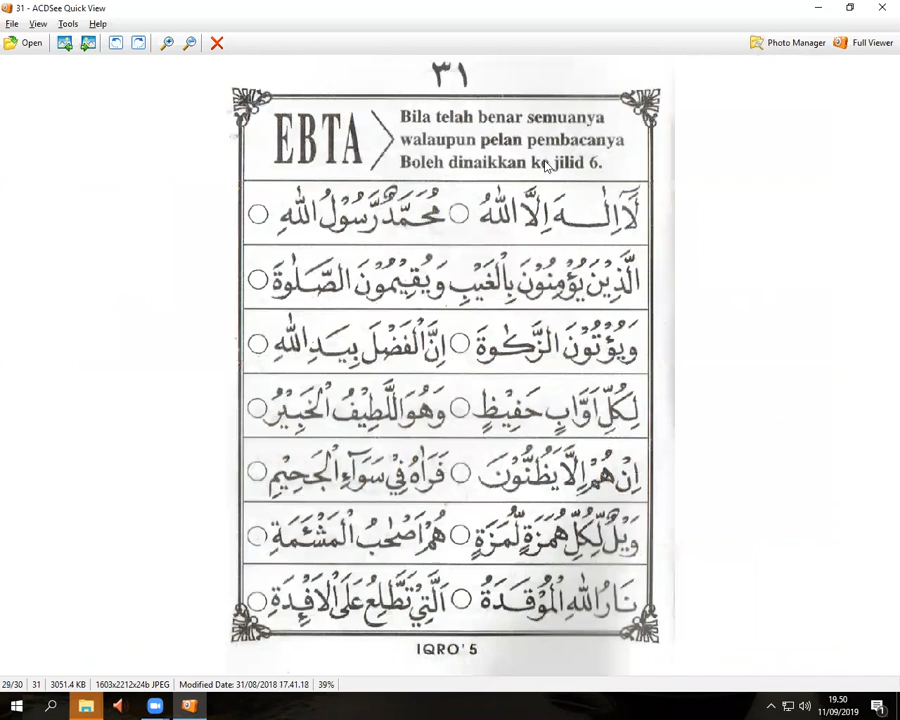 31 - ACDSee Quick View
File View Tools Help
Open Photo Manager Full Viewer
٣١
EBTA
Bila telah benar semuanya
walaupun pelan pembacanya
Boleh dinaikkan ke jilid 6.
لَآ اِلٰـهَ اِلَّا اللّٰهُ ○ مُحَمَّدٌ رَّسُوْلُ اللّٰهِ ○
الَّذِيْنَ يُؤْمِنُوْنَ بِالْغَيْبِ وَيُقِيْمُوْنَ الصَّلٰوةَ ○
وَيُؤْتُوْنَ الزَّكٰوةَ ○ اِنَّ الْفَضْلَ بِيَدِ اللّٰهِ ○
لِكُلِّ اَوَّابٍ حَفِيْظٍ ○ وَهُوَ اللَّطِيْفُ الْخَبِيْرُ ○
اِنْ هُمْ اِلَّا يَظُنُّوْنَ ○ فَرَاٰهُ فِيْ سَوَآءِ الْجَحِيْمِ ○
وَيْلٌ لِّكُلِّ هُمَزَةٍ لُّمَزَةٍ ○ هُمْ اَصْحٰبُ الْمَشْئَمَةِ ○
نَارُ اللّٰهِ الْمُوْقَدَةُ ○ اَلَّتِيْ تَطَّلِعُ عَلَى الْاَفْئِدَةِ ○
IQRO' 5
29/30 31 3051.4 KB 1603x2212x24b JPEG Modified Date: 31/08/2018 17.41.18 39%
19.50
11/09/2019
1